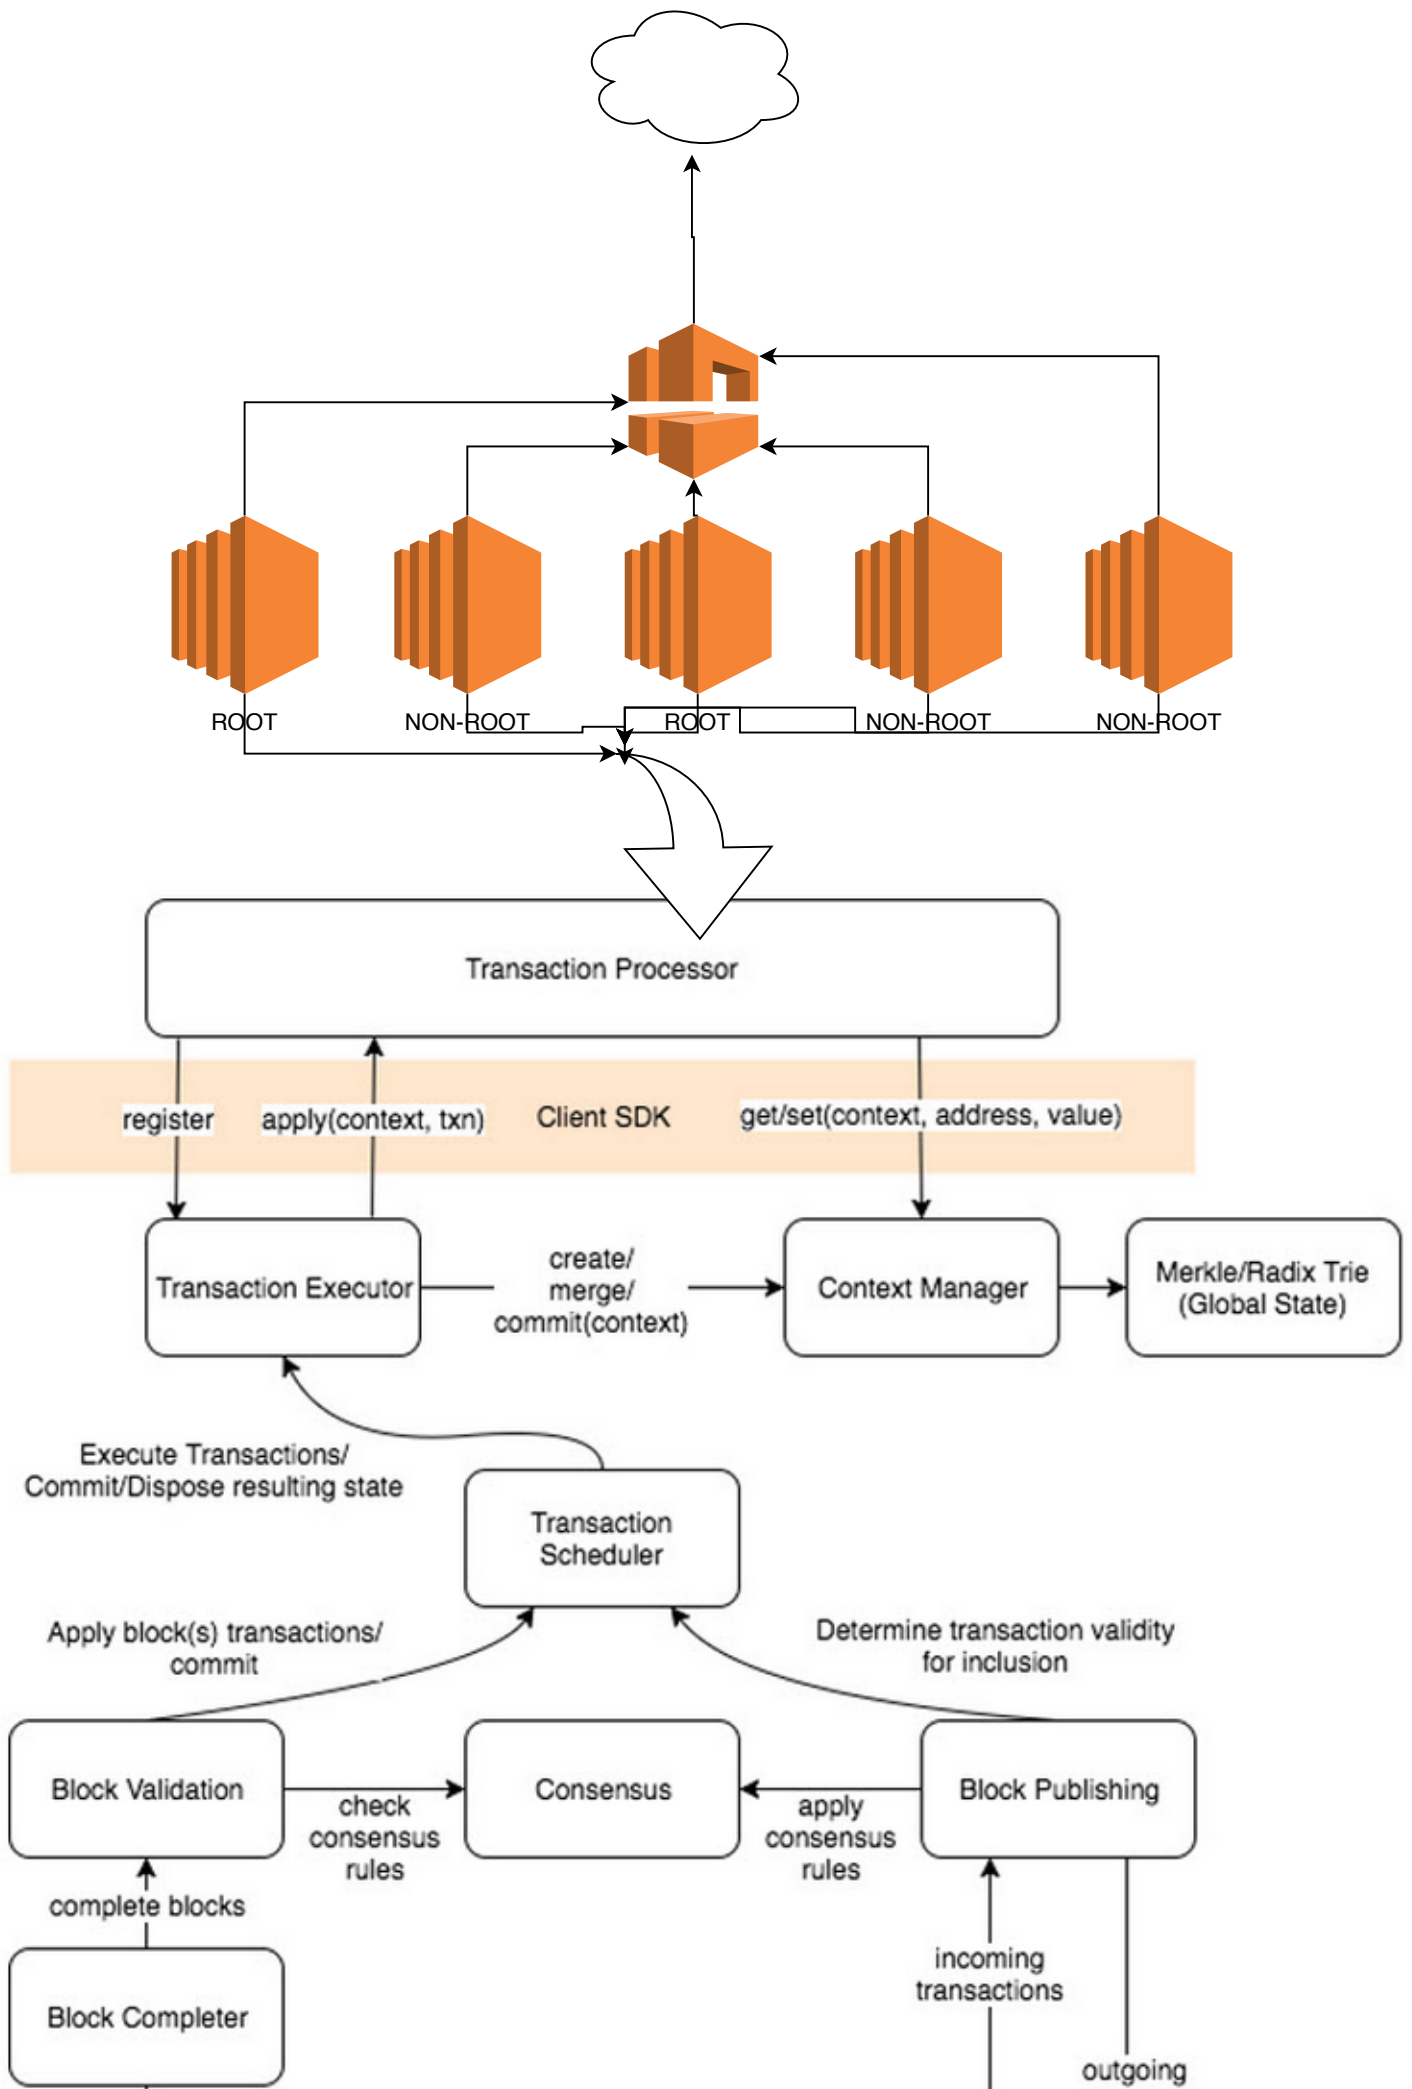 ROOT
NON-ROOT
ROOT
NON-ROOT
NON-ROOT
Transaction Processor
register
apply(context, txn)
Client SDK
get/set(context, address, value)
Transaction Executor
create/
merge/
commit(context)
Context Manager
Merkle/Radix Trie
(Global State)
Execute Transactions/
Commit/Dispose resulting state
Transaction
Scheduler
Apply block(s) transactions/
commit
Determine transaction validity
for inclusion
Block Validation
check
consensus
rules
Consensus
apply
consensus
rules
Block Publishing
complete blocks
incoming
transactions
Block Completer
outgoing